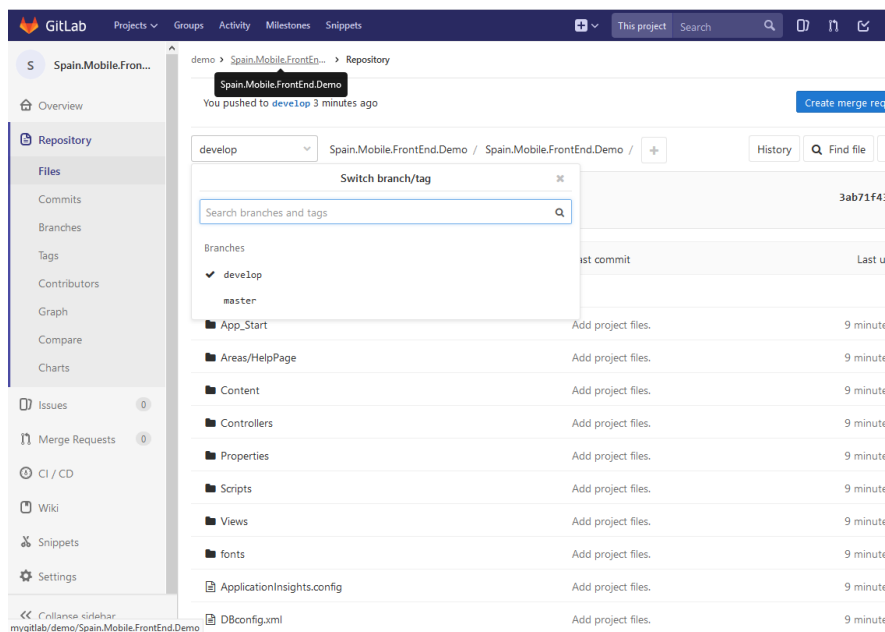 GitLab Projects Groups Activity Milestones Snippets This project Search
S Spain.Mobile.Fron...
Overview
Repository
Files
Commits
Branches
Tags
Contributors
Graph
Compare
Charts
Issues 0
Merge Requests 0
CI / CD
Wiki
Snippets
Settings
Collapse sidebar
mygitlab/demo/Spain.Mobile.FrontEnd.Demo
demo > Spain.Mobile.FrontEn... > Repository
Spain.Mobile.FrontEnd.Demo
You pushed to develop 3 minutes ago
Create merge req
develop Spain.Mobile.FrontEnd.Demo / Spain.Mobile.FrontEnd.Demo / + History Find file
Switch branch/tag
Search branches and tags
3ab71f43
Branches
develop
master
ast commit Last u
App_Start Add project files. 9 minute
Areas/HelpPage Add project files. 9 minute
Content Add project files. 9 minute
Controllers Add project files. 9 minute
Properties Add project files. 9 minute
Scripts Add project files. 9 minute
Views Add project files. 9 minute
fonts Add project files. 9 minute
ApplicationInsights.config Add project files. 9 minute
DBconfig.xml Add project files. 9 minute